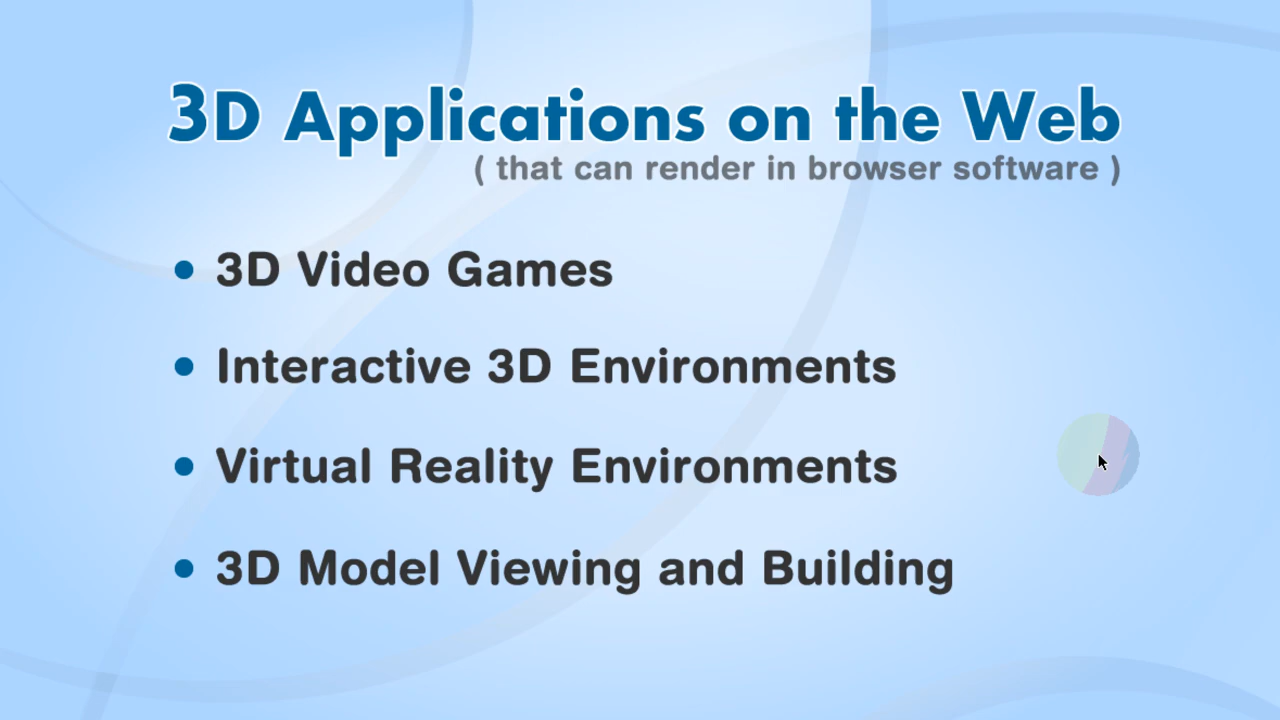 3D Applications on the Web
( that can render in browser software )
• 3D Video Games
• Interactive 3D Environments
• Virtual Reality Environments
• 3D Model Viewing and Building